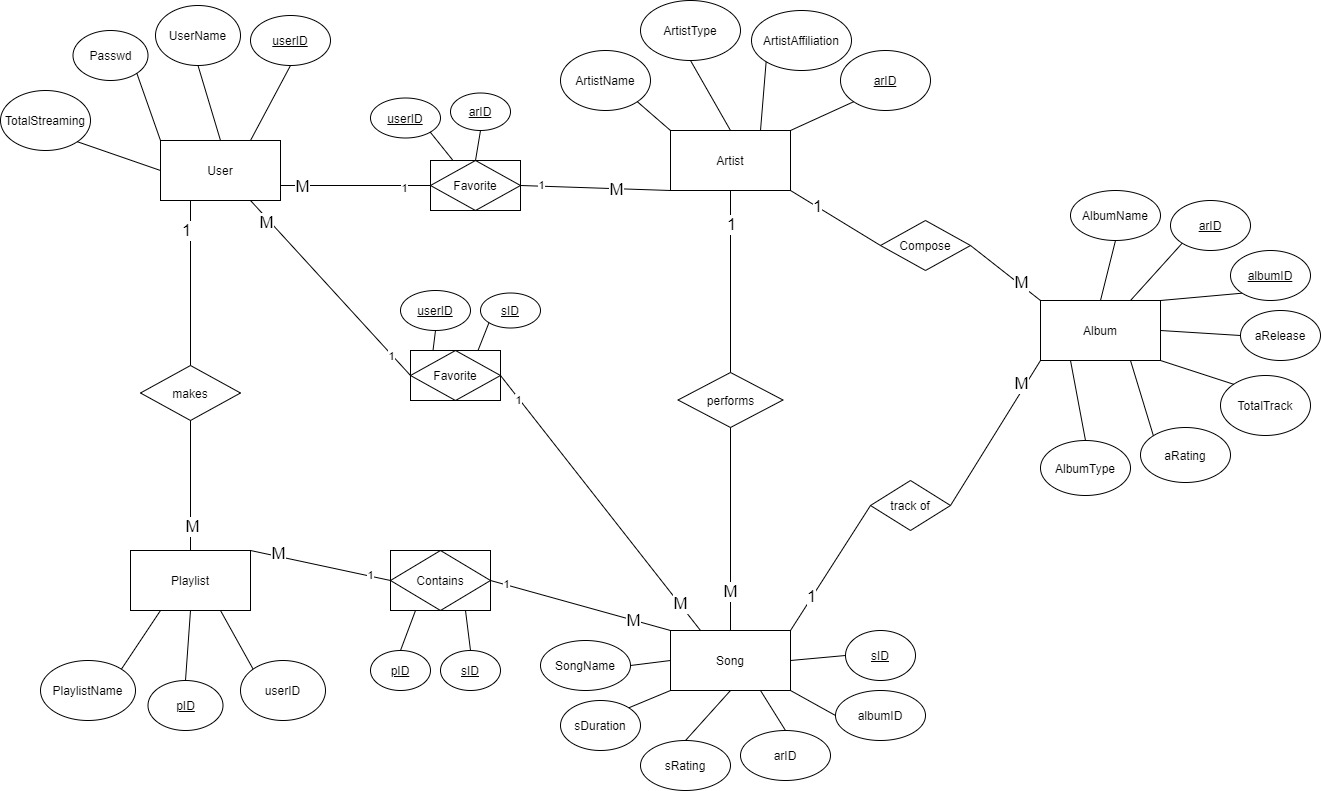 UserName
userID
Passwd
TotalStreaming
User
ArtistType
ArtistAffiliation
ArtistName
arID
Artist
userID
arID
Favorite
M
1
1
M
1
M
1
1
Compose
M
AlbumName
arID
albumID
aRelease
TotalTrack
aRating
AlbumType
Album
M
userID
sID
Favorite
1
1
M
makes
M
performs
M
track of
1
Playlist
M
1
Contains
1
M
PlaylistName
pID
userID
pID
sID
Song
SongName
sDuration
sRating
arID
albumID
sID